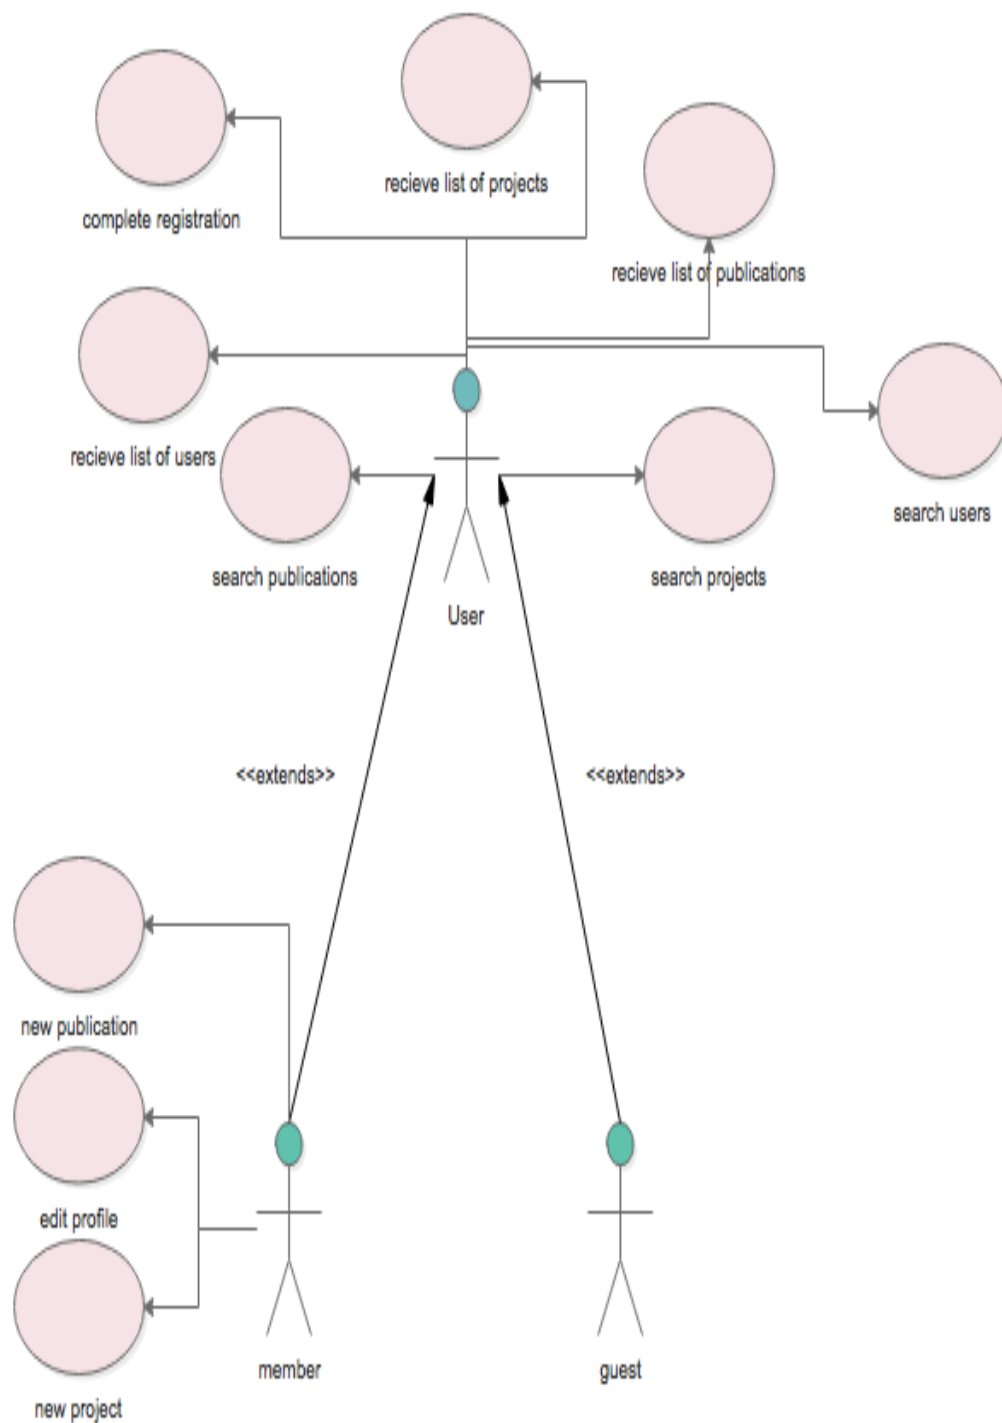 recieve list of projects
complete registration
recieve list of publications
recieve list of users
search users
search publications
search projects
User
<<extends>>
<<extends>>
new publication
edit profile
member
guest
new project